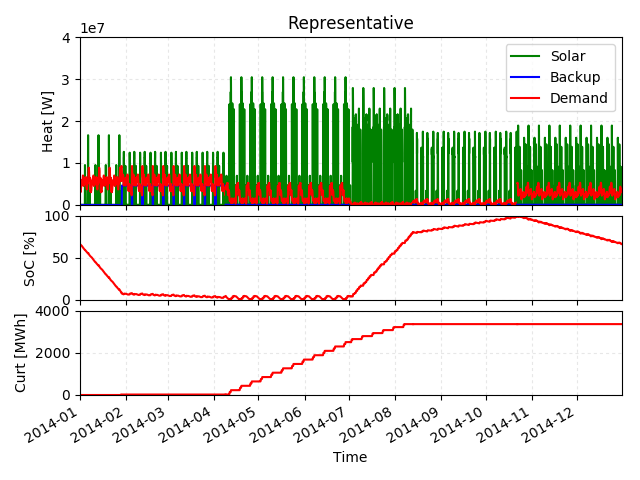 Representative
1e7
Heat [W]
4
3
2
1
0
Solar
Backup
Demand
SoC [%]
100
50
0
Curt [MWh]
4000
2000
0
2014-01
2014-02
2014-03
2014-04
2014-05
2014-06
2014-07
2014-08
2014-09
2014-10
2014-11
2014-12
Time